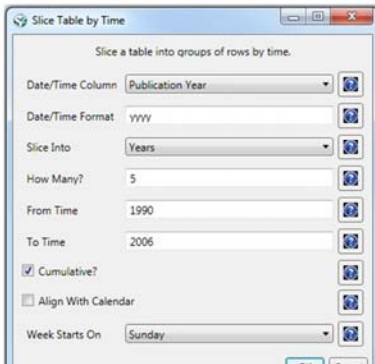 Slice Table by Time
Slice a table into groups of rows by time.
Date/Time Column Publication Year
Date/Time Format yyyy
Slice Into Years
How Many? 5
From Time 1990
To Time 2006
Cumulative?
Align With Calendar
Week Starts On Sunday